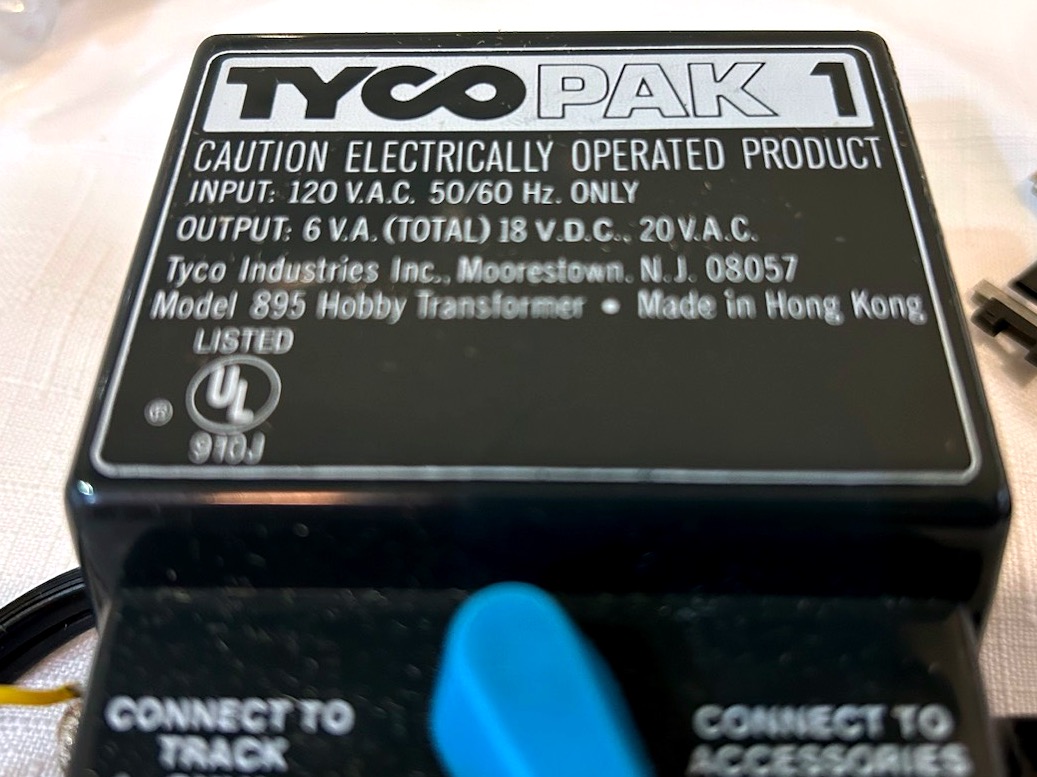 TYCO PAK 1
CAUTION ELECTRICALLY OPERATED PRODUCT
INPUT: 120 V.A.C. 50/60 Hz. ONLY
OUTPUT: 6 V.A. (TOTAL) 18 V.D.C., 20 V.A.C.
Tyco Industries Inc., Moorestown, N.J. 08057
Model 895 Hobby Transformer • Made in Hong Kong
LISTED
UL
®
910J
CONNECT TO
TRACK
CONNECT TO
ACCESSORIES